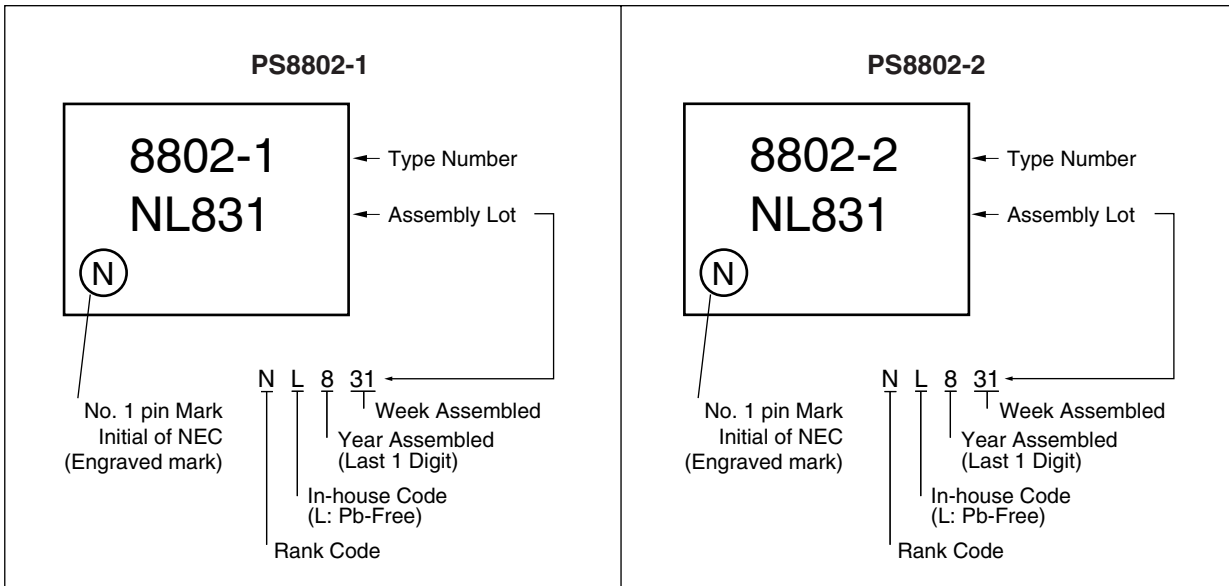 PS8802-1
8802-1
Type Number
NL831
Assembly Lot
N
N L 8 31
No. 1 pin Mark
Initial of NEC
(Engraved mark)
Week Assembled
Year Assembled
(Last 1 Digit)
In-house Code
(L: Pb-Free)
Rank Code
PS8802-2
8802-2
Type Number
NL831
Assembly Lot
N
N L 8 31
No. 1 pin Mark
Initial of NEC
(Engraved mark)
Week Assembled
Year Assembled
(Last 1 Digit)
In-house Code
(L: Pb-Free)
Rank Code